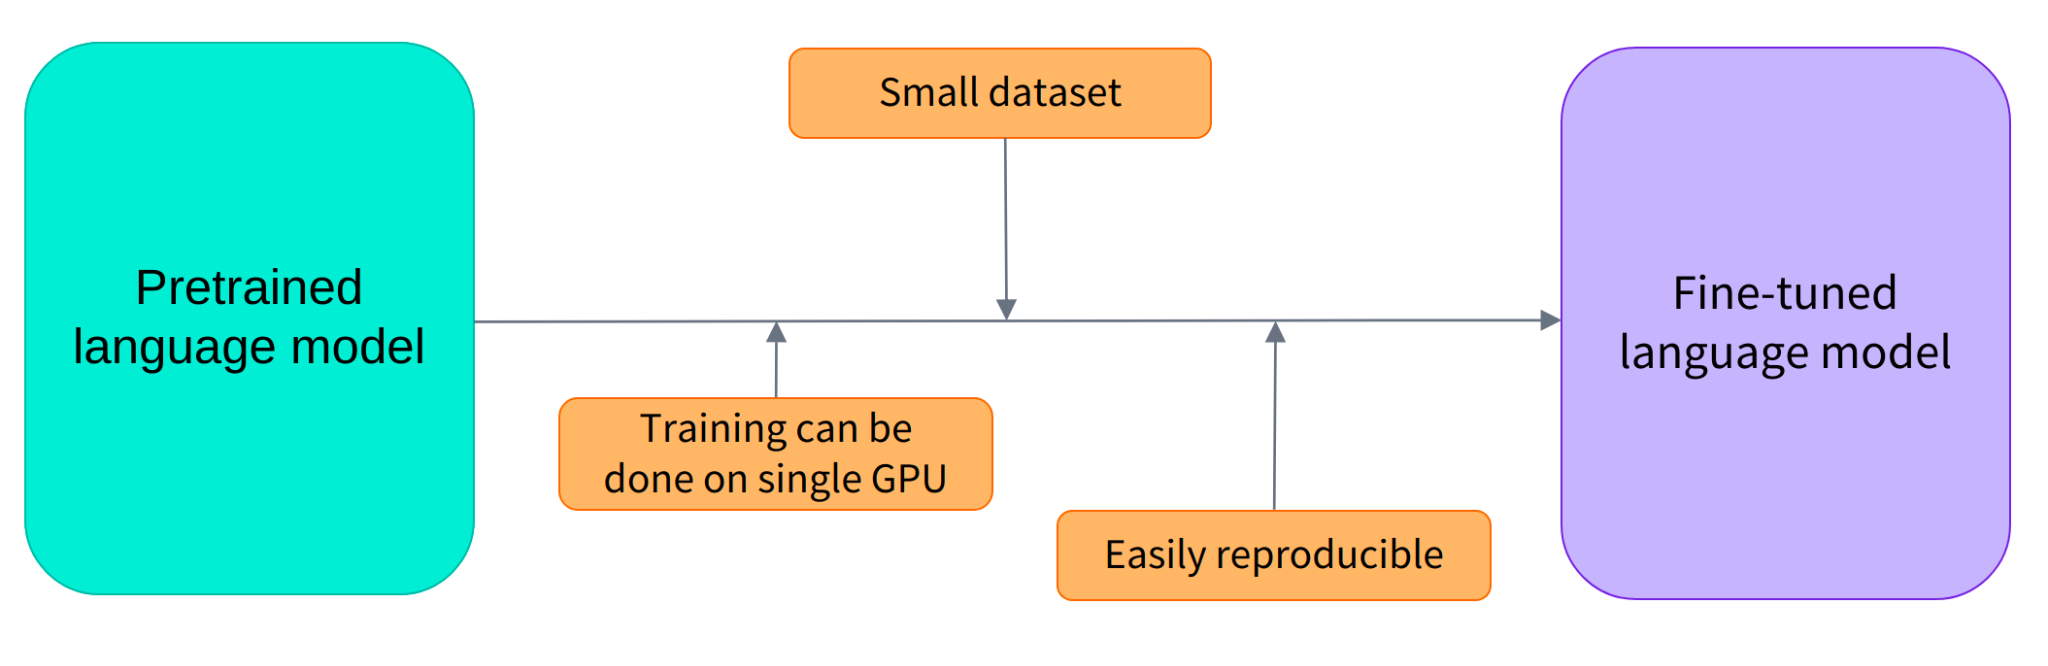 Pretrained
language model
Small dataset
Training can be
done on single GPU
Easily reproducible
Fine-tuned
language model